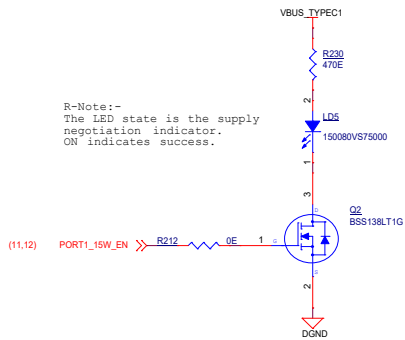 VBUS_TYPEC1
R230
470E
R-Note:-
The LED state is the supply
negotiation indicator.
ON indicates success.
2
LD5
150080VS75000
1
3
D
Q2
BSS138LT1G
(11,12) PORT1_15W_EN R212 0E 1 G
S
2
DGND